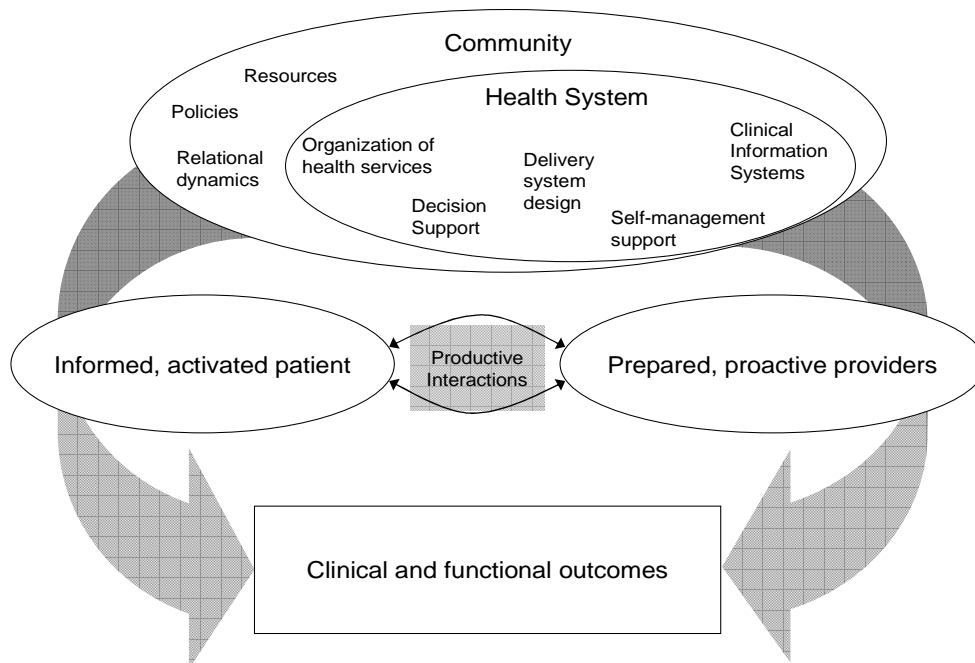 Community
Resources
Policies
Relational
dynamics
Health System
Organization of
health services
Decision
Support
Delivery
system
design
Self-management
support
Clinical
Information
Systems
Informed, activated patient
Productive
Interactions
Prepared, proactive providers
Clinical and functional outcomes